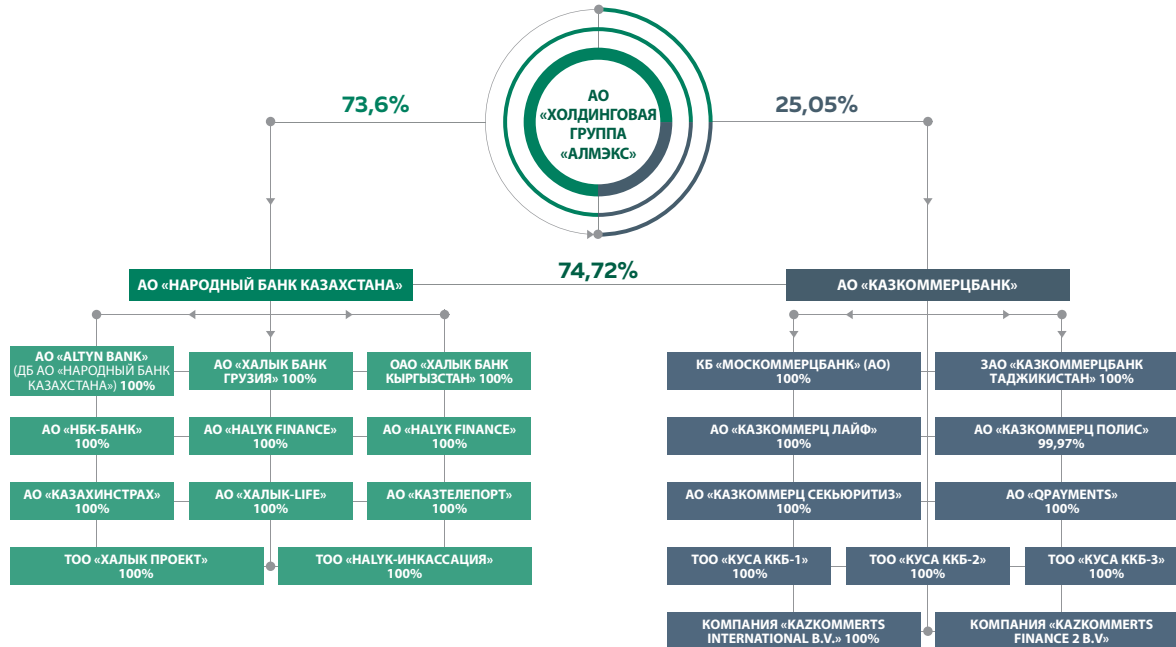 АО
«ХОЛДИНГОВАЯ
ГРУППА
«АЛМЭКС»
73,6%
25,05%
74,72%
АО «НАРОДНЫЙ БАНК КАЗАХСТАНА»
АО «КАЗКОММЕРЦБАНК»
АО «ALTYN BANK»
(ДБ АО «НАРОДНЫЙ БАНК
КАЗАХСТАНА») 100%
АО «ХАЛЫК БАНК
ГРУЗИЯ» 100%
ОАО «ХАЛЫК БАНК
КЫРГЫЗСТАН» 100%
АО «НБК-БАНК»
100%
АО «HALYK FINANCE»
100%
АО «HALYK FINANCE»
100%
АО «КАЗАХИНСТРАХ»
100%
АО «ХАЛЫК-LIFE»
100%
АО «КАЗТЕЛЕПОРТ»
100%
ТОО «ХАЛЫК ПРОЕКТ»
100%
ТОО «HALYK-ИНКАССАЦИЯ»
100%
КБ «МОСКОММЕРЦБАНК» (АО)
100%
ЗАО «КАЗКОММЕРЦБАНК
ТАДЖИКИСТАН» 100%
АО «КАЗКОММЕРЦ ЛАЙФ»
100%
АО «КАЗКОММЕРЦ ПОЛИС»
99,97%
АО «КАЗКОММЕРЦ СЕКЬЮРИТИЗ»
100%
АО «QPAYMENTS»
100%
ТОО «КУСА ККБ-1»
100%
ТОО «КУСА ККБ-2»
100%
ТОО «КУСА ККБ-3»
100%
КОМПАНИЯ «KAZKOMMERTS
INTERNATIONAL B.V.» 100%
КОМПАНИЯ «KAZKOMMERTS
FINANCE 2 B.V»